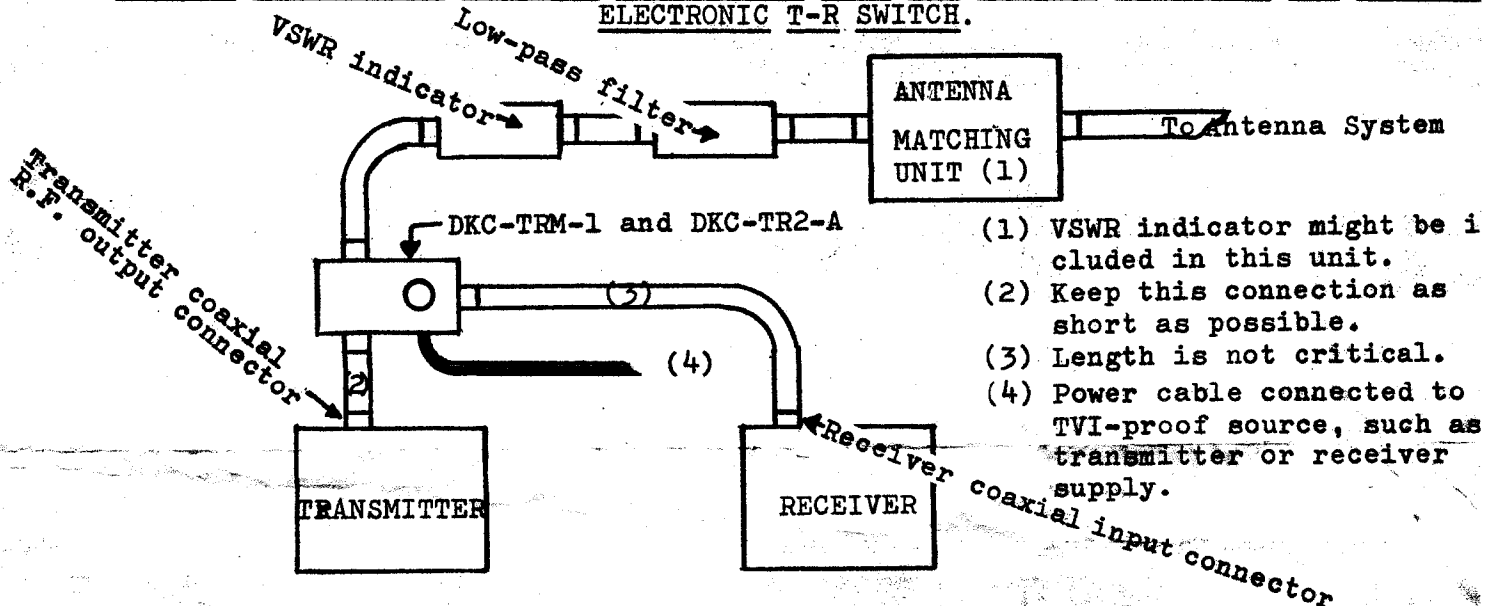 ELECTRONIC T-R SWITCH.
VSWR indicator
Low-pass filter
ANTENNA
MATCHING
UNIT (1)
To Antenna System
Transmitter coaxial
R.F. output connector
DKC-TRM-1 and DKC-TR2-A
(3)
(4)
2
TRANSMITTER
RECEIVER
Receiver coaxial input connector
(1) VSWR indicator might be i
cluded in this unit.
(2) Keep this connection as
short as possible.
(3) Length is not critical.
(4) Power cable connected to
TVI-proof source, such as
transmitter or receiver
supply.